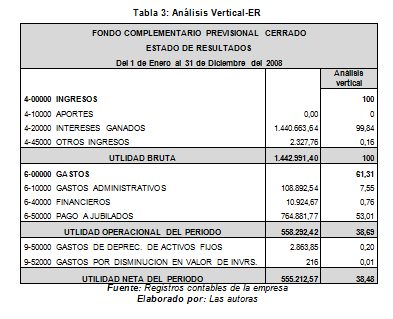 Tabla 3: Análisis Vertical-ER
FONDO COMPLEMENTARIO PREVISIONAL CERRADO
ESTADO DE RESULTADOS
Del 1 de Enero al 31 de Diciembre del 2008
Análisis
vertical
4-00000 INGRESOS 100
4-10000 APORTES 0,00 0
4-20000 INTERESES GANADOS 1.440.663,64 99,84
4-45000 OTROS INGRESOS 2.327,76 0,16
UTLIDAD BRUTA 1.442.991,40 100
6-00000 GASTOS 61,31
6-10000 GASTOS ADMINISTRATIVOS 108.892,54 7,55
6-40000 FINANCIEROS 10.924,67 0,76
6-50000 PAGO A JUBILADOS 764.881,77 53,01
UTLIDAD OPERACIONAL DEL PERIODO 558.292,42 38,69
9-50000 GASTOS DE DEPREC. DE ACTIVOS FIJOS 2.863,85 0,20
9-52000 GASTOS POR DISMINUCION EN VALOR DE INVRS. 216 0,01
UTILIDAD NETA DEL PERIODO 555.212,57 38,48
Fuente: Registros contables de la empresa
Elaborado por: Las autoras